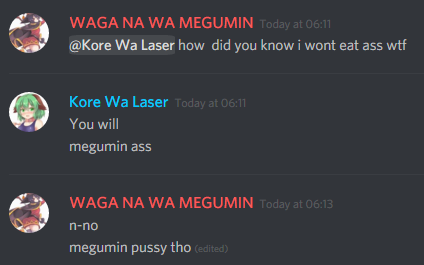 WAGA NA WA MEGUMIN Today at 06:11
@Kore Wa Laser how did you know i wont eat ass wtf
Kore Wa Laser Today at 06:11
You will
megumin ass
WAGA NA WA MEGUMIN Today at 06:13
n-no
megumin pussy tho (edited)